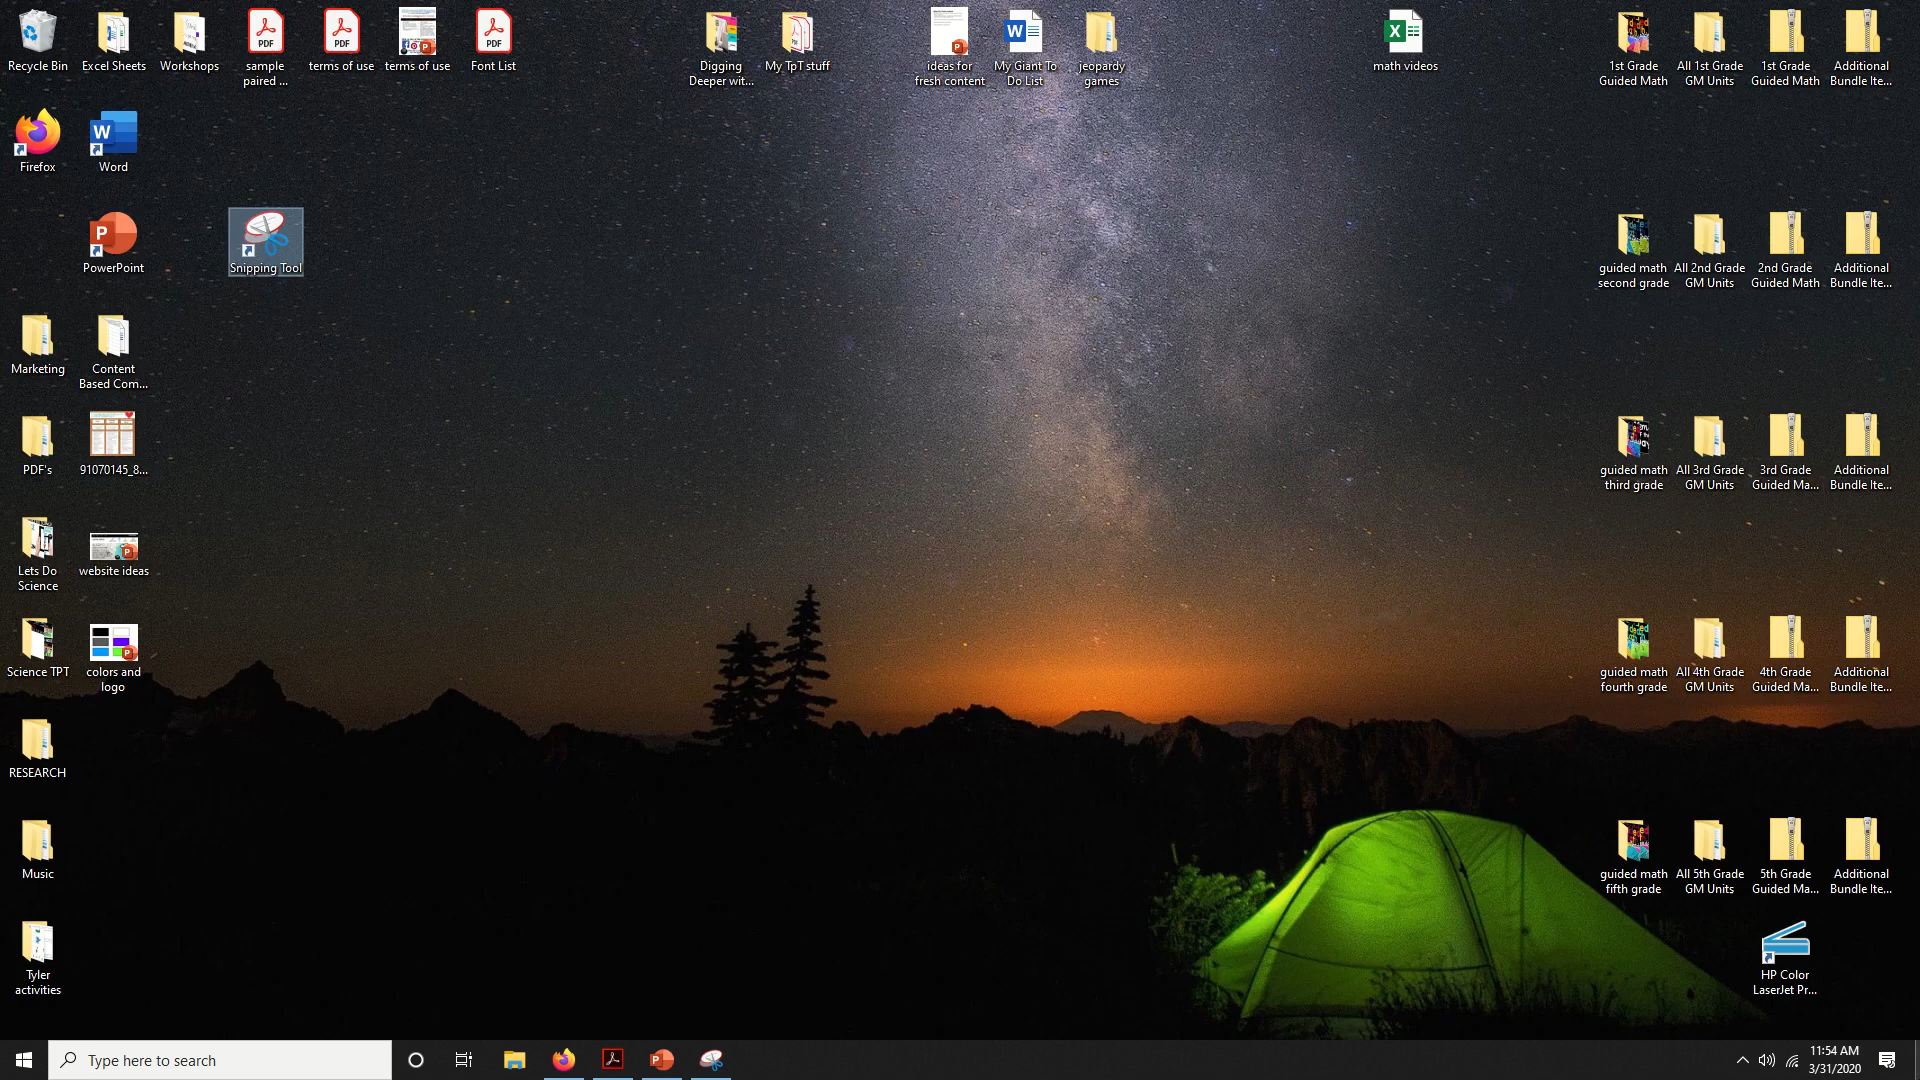 Recycle Bin
Excel Sheets
Workshops
sample
paired ...
terms of use
terms of use
Font List
Digging
Deeper wit...
My TpT stuff
ideas for
fresh content
My Giant To
Do List
jeopardy
games
math videos
1st Grade
Guided Math
All 1st Grade
GM Units
1st Grade
Guided Math
Additional
Bundle Ite...
Firefox
Word
PowerPoint
Snipping Tool
guided math
second grade
All 2nd Grade
GM Units
2nd Grade
Guided Math
Additional
Bundle Ite...
Marketing
Content
Based Com...
PDF's
91070145_8...
guided math
third grade
All 3rd Grade
GM Units
3rd Grade
Guided Ma...
Additional
Bundle Ite...
Lets Do
Science
website ideas
Science TPT
colors and
logo
guided math
fourth grade
All 4th Grade
GM Units
4th Grade
Guided Ma...
Additional
Bundle Ite...
RESEARCH
Music
guided math
fifth grade
All 5th Grade
GM Units
5th Grade
Guided Ma...
Additional
Bundle Ite...
Tyler
activities
HP Color
LaserJet Pr...
Type here to search
11:54 AM
3/31/2020